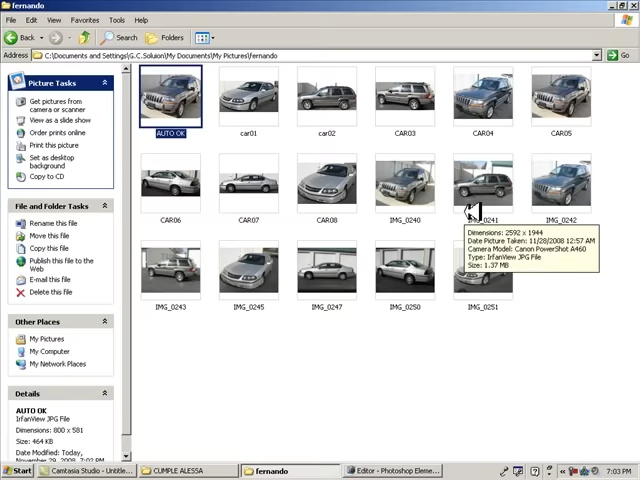 fernando
File Edit View Favorites Tools Help
Back Search Folders
Address C:\Documents and Settings\G.C.Soluion\My Documents\My Pictures\fernando Go
Picture Tasks
Get pictures from
camera or scanner
View as a slide show
Order prints online
Print this picture
Set as desktop
background
Copy to CD
File and Folder Tasks
Rename this file
Move this file
Copy this file
Publish this file to the
Web
E-mail this file
Delete this file
Other Places
My Pictures
My Computer
My Network Places
Details
AUTO OK
IrfanView JPG File
Dimensions: 800 x 581
Size: 464 KB
Date Modified: Today,
November 29, 2008, 7:02 PM
AUTO OK car01 car02 CAR03 CAR04 CAR05
CAR06 CAR07 CAR08 IMG_0240 IMG_0241 IMG_0242
Dimensions: 2592 x 1944
Date Picture Taken: 11/28/2008 12:57 AM
Camera Model: Canon PowerShot A460
Type: IrfanView JPG File
Size: 1.37 MB
IMG_0243 IMG_0245 IMG_0247 IMG_0250 IMG_0251
Start Camtasia Studio - Untitle... CUMPLE ALESSA fernando Editor - Photoshop Eleme... 7:03 PM